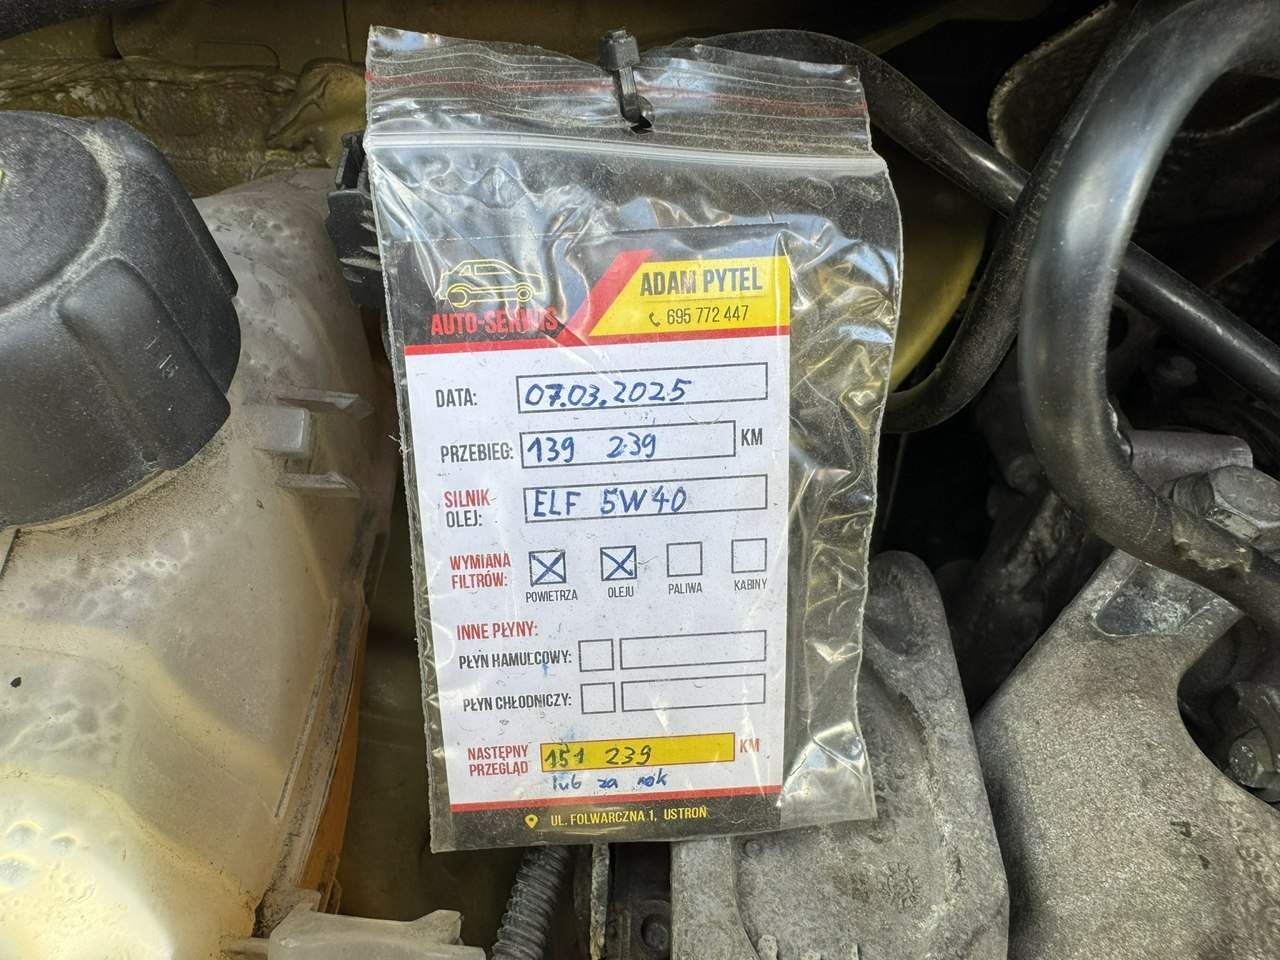 AUTO-SERWIS
ADAM PYTEL
695 772 447
DATA: 07.03.2025
PRZEBIEG: 139 239 KM
SILNIK
OLEJ: ELF 5W40
WYMIANA
FILTRÓW:
POWIETRZA OLEJU PALIWA KABINY
INNE PŁYNY:
PŁYN HAMULCOWY:
PŁYN CHŁODNICZY:
NASTĘPNY
PRZEGLĄD 151 239 KM
lub za rok
UL. FOLWARCZNA 1, USTROŃ